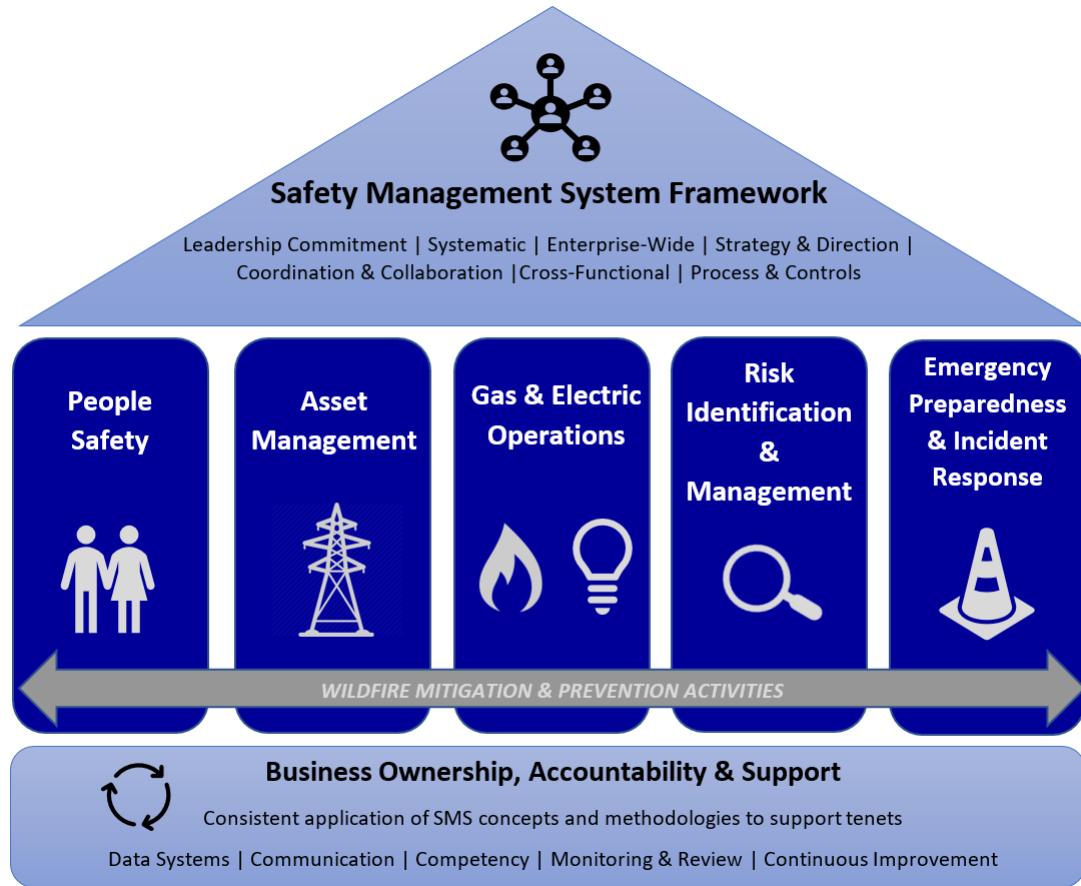 Safety Management System Framework
Leadership Commitment | Systematic | Enterprise-Wide | Strategy & Direction |
Coordination & Collaboration |Cross-Functional | Process & Controls
People
Safety
Asset
Management
Gas & Electric
Operations
Risk
Identification
&
Management
Emergency
Preparedness
& Incident
Response
WILDFIRE MITIGATION & PREVENTION ACTIVITIES
Business Ownership, Accountability & Support
Consistent application of SMS concepts and methodologies to support tenets
Data Systems | Communication | Competency | Monitoring & Review | Continuous Improvement